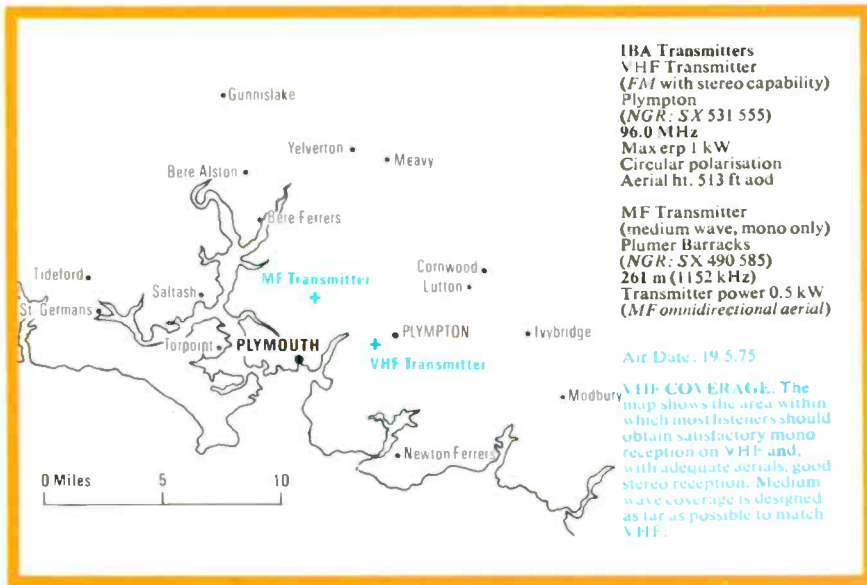 Gunnislake
Yelverton
Meavy
Bere Alston
Bere Ferrers
Tideford
MF Transmitter
Cornwood
Lutton
Saltash
St. Germans
Torpoint
PLYMOUTH
PLYMPTON
Ivybridge
VHF Transmitter
Modbury
Newton Ferrers
0 Miles 5 10
IBA Transmitters
VHF Transmitter
(FM with stereo capability)
Plympton
(NGR: SX 531 555)
96.0 MHz
Max erp 1 kW
Circular polarisation
Aerial ht. 513 ft aod
MF Transmitter
(medium wave, mono only)
Plumer Barracks
(NGR: SX 490 585)
261 m (1152 kHz)
Transmitter power 0.5 kW
(MF omnidirectional aerial)
Air Date: 19.5.75
VHF COVERAGE. The
map shows the area within
which most listeners should
obtain satisfactory mono
reception on VHF and,
with adequate aerials, good
stereo reception. Medium
wave coverage is designed
as far as possible to match
VHF.